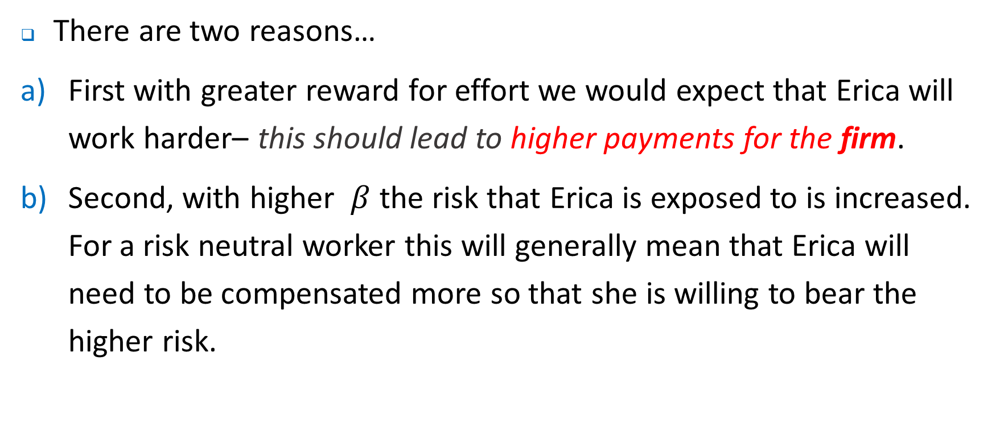 There are two reasons...
a) First with greater reward for effort we would expect that Erica will
work harder– this should lead to higher payments for the firm.
b) Second, with higher β the risk that Erica is exposed to is increased.
For a risk neutral worker this will generally mean that Erica will
need to be compensated more so that she is willing to bear the
higher risk.